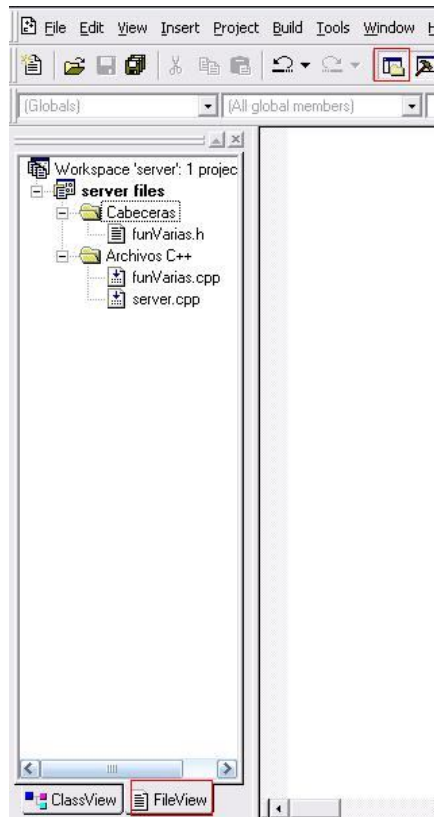 File Edit View Insert Project Build Tools Window
(Globals) (All global members)
Workspace 'server': 1 projec
server files
Cabeceras
funVarias.h
Archivos C++
funVarias.cpp
server.cpp
ClassView FileView